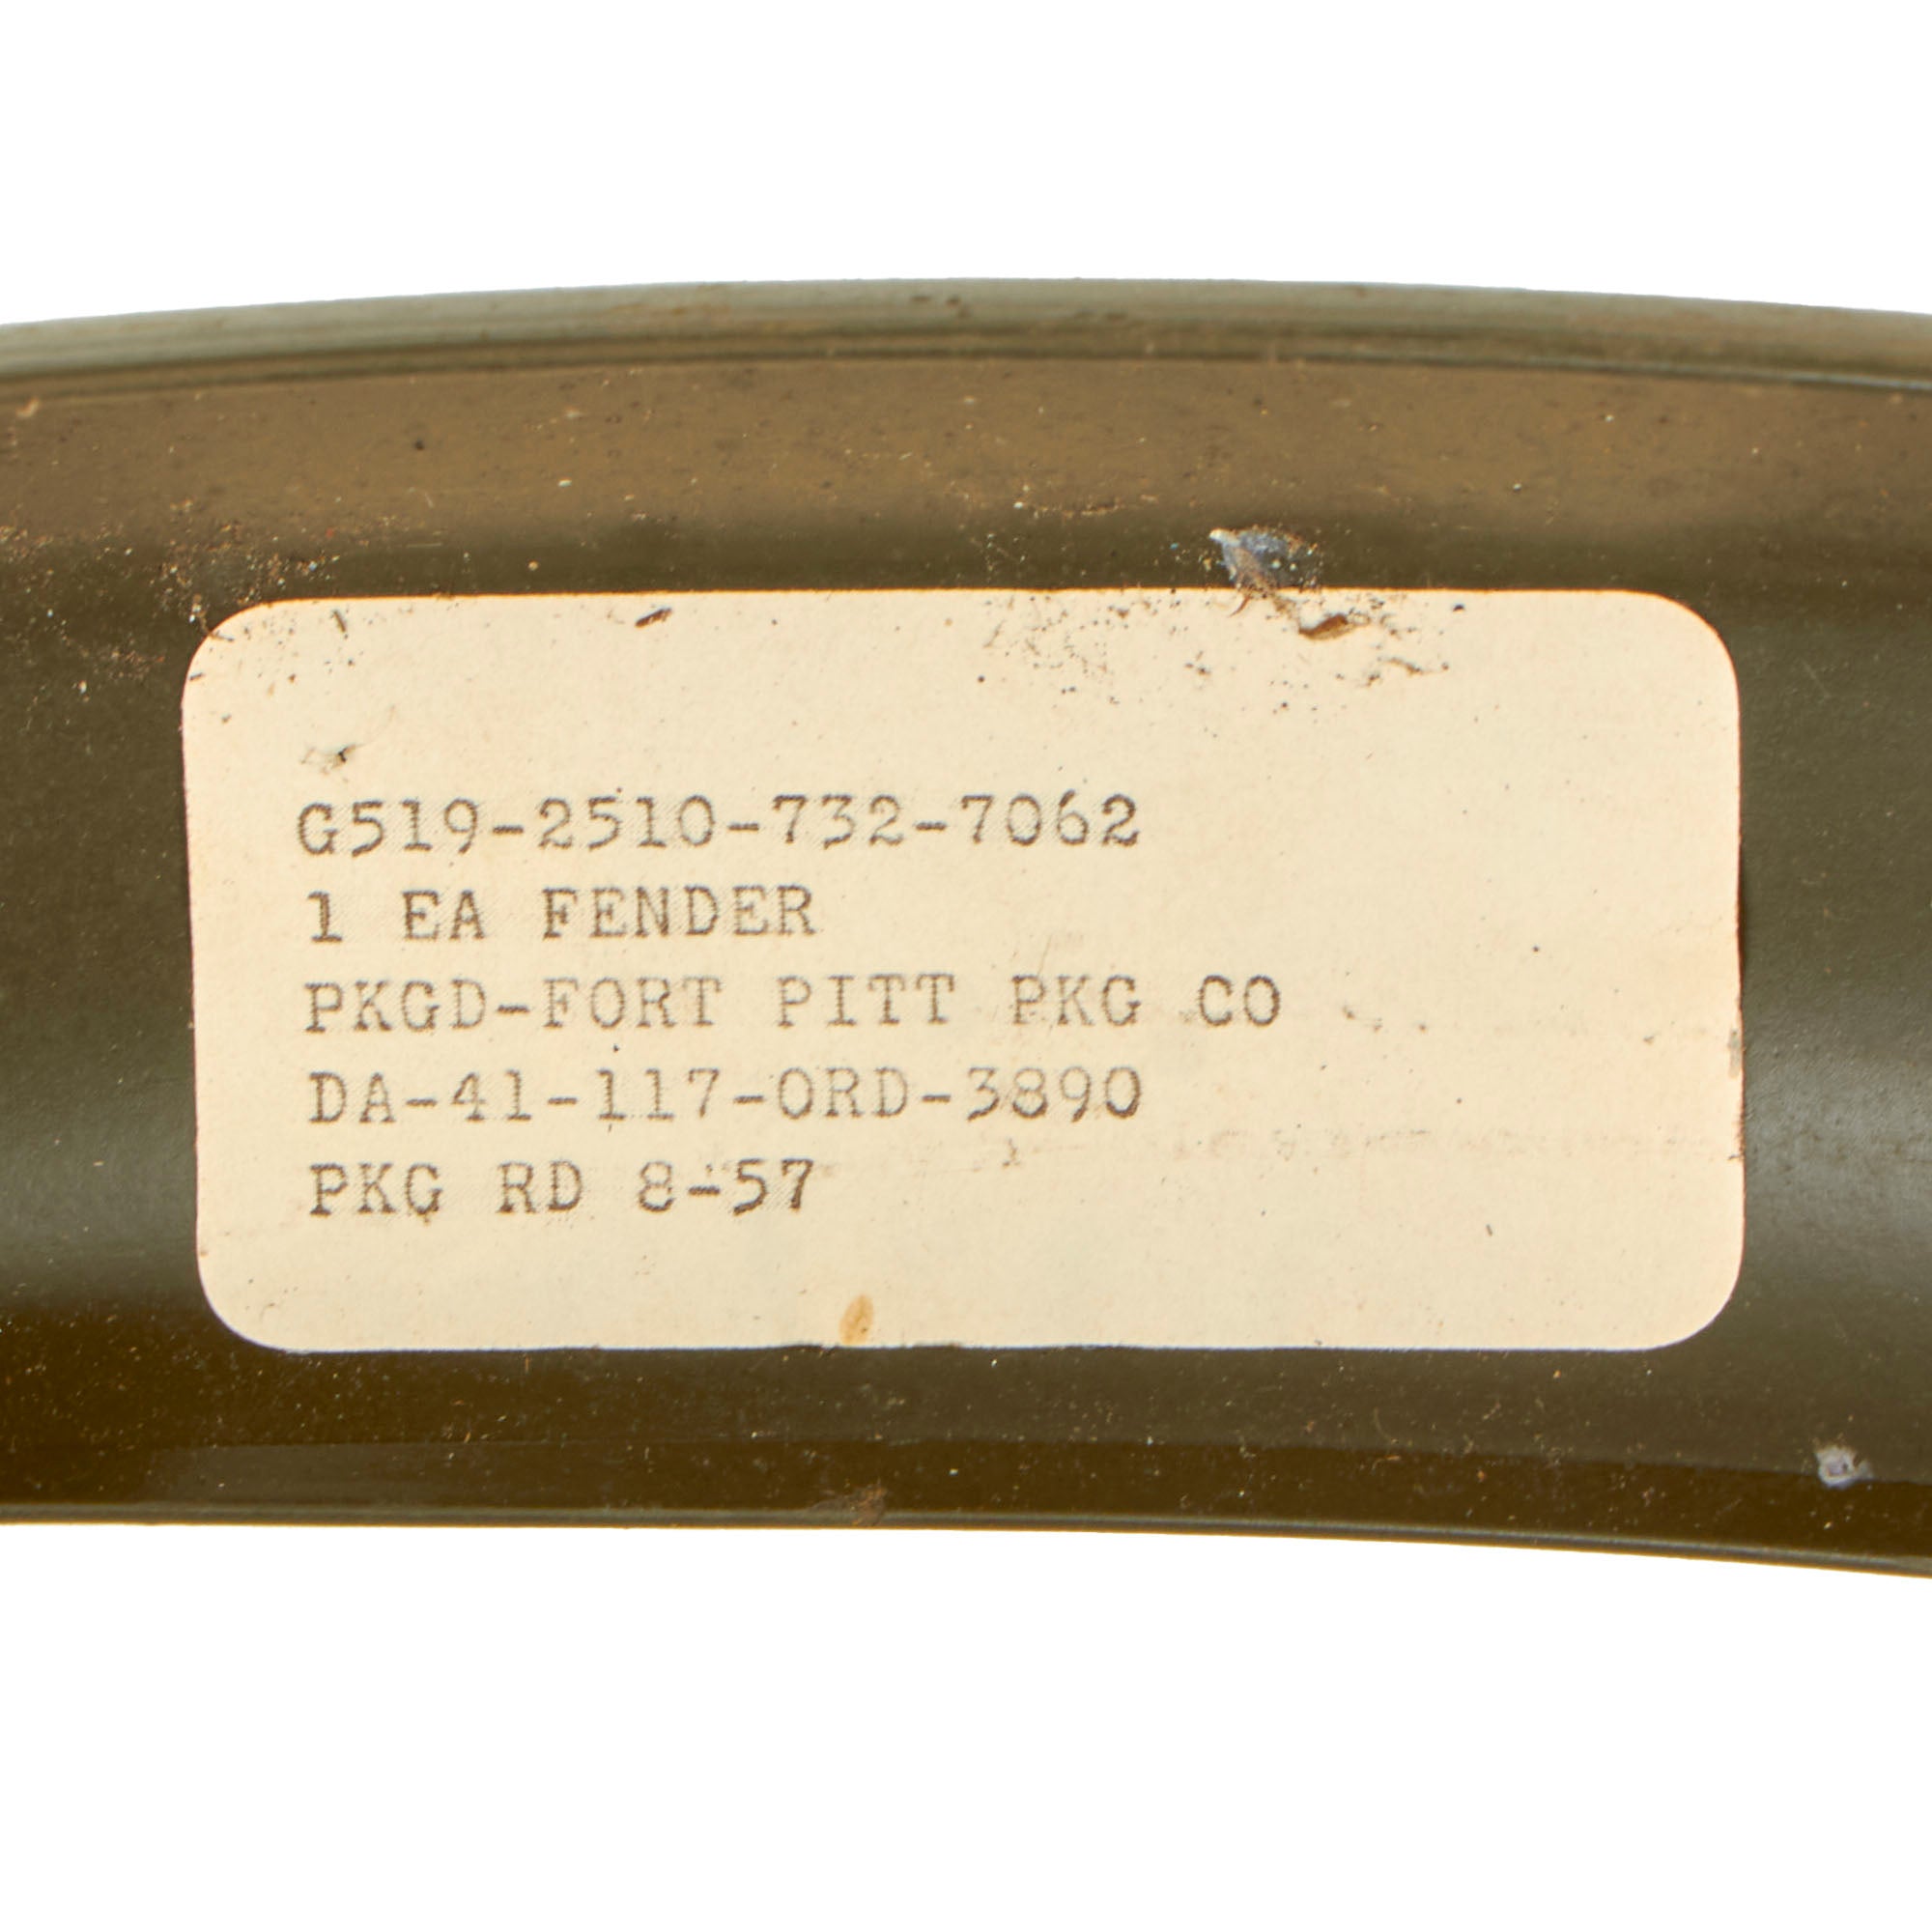 G519-2510-732-7062
1 EA FENDER
PKGD-FORT PITT PKG CO
DA-41-117-ORD-3890
PKG RD 8-57